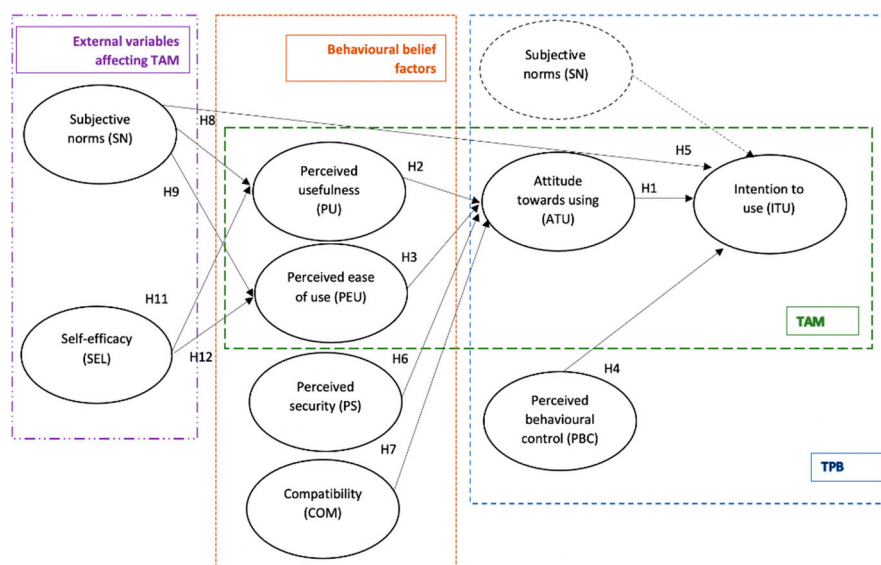 External variables
affecting TAM
Behavioural belief
factors
Subjective
norms (SN)
Subjective
norms (SN)
H8
H9
H5
Perceived
usefulness
(PU)
H2
Attitude
towards using
(ATU)
H1
Intention to
use (ITU)
Perceived ease
of use (PEU)
H3
H11
Self-efficacy
(SEL)
H12
TAM
H6
Perceived
security (PS)
H4
Perceived
behavioural
control (PBC)
H7
Compatibility
(COM)
TPB